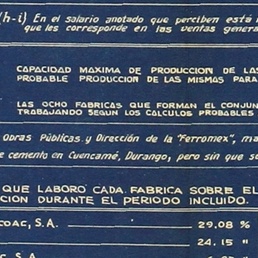 (h-i) En el salario anotado que perciben está
que les corresponde en las ventas genera
CAPACIDAD MAXIMA DE PRODUCCION DE LAS
PROBABLE PRODUCCION DE LAS MISMAS PARA
LAS OCHO FABRICAS QUE FORMAN EL CONJUN
TRABAJANDO SEGUN LOS CALCULOS PROBABLES
Obras Públicas y Dirección de la "Ferromex", ma
e cemento en Cuencamé, Durango, pero sin que s
QUE LABORO CADA FABRICA SOBRE EL
CION DURANTE EL PERIODO INCLUIDO.
COAC, S.A. 29.08 %
24.15 "